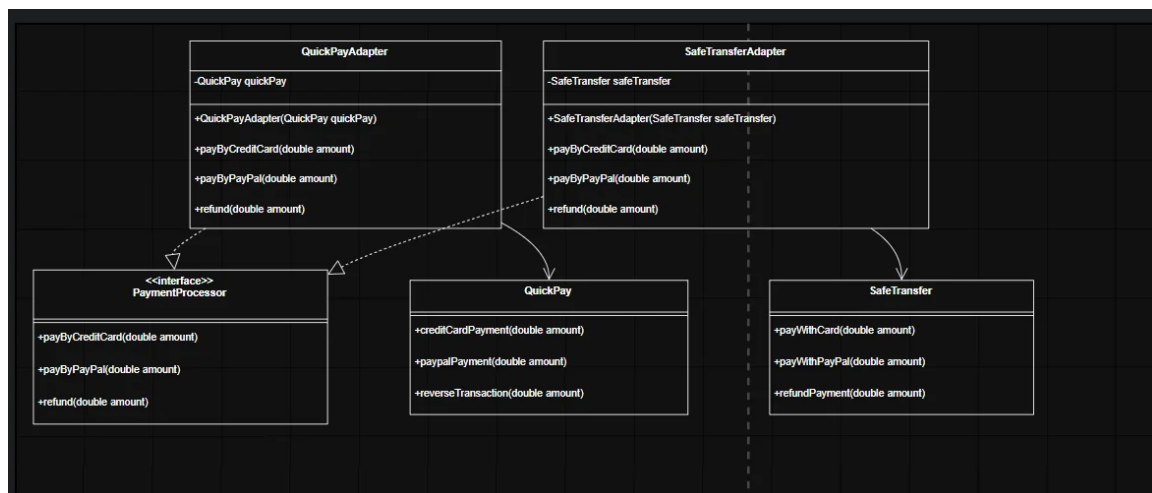 QuickPayAdapter
-QuickPay quickPay
+QuickPayAdapter(QuickPay quickPay)
+payByCreditCard(double amount)
+payByPayPal(double amount)
+refund(double amount)
SafeTransferAdapter
-SafeTransfer safeTransfer
+SafeTransferAdapter(SafeTransfer safeTransfer)
+payByCreditCard(double amount)
+payByPayPal(double amount)
+refund(double amount)
<<interface>>
PaymentProcessor
+payByCreditCard(double amount)
+payByPayPal(double amount)
+refund(double amount)
QuickPay
+creditCardPayment(double amount)
+paypalPayment(double amount)
+reverseTransaction(double amount)
SafeTransfer
+payWithCard(double amount)
+payWithPayPal(double amount)
+refundPayment(double amount)